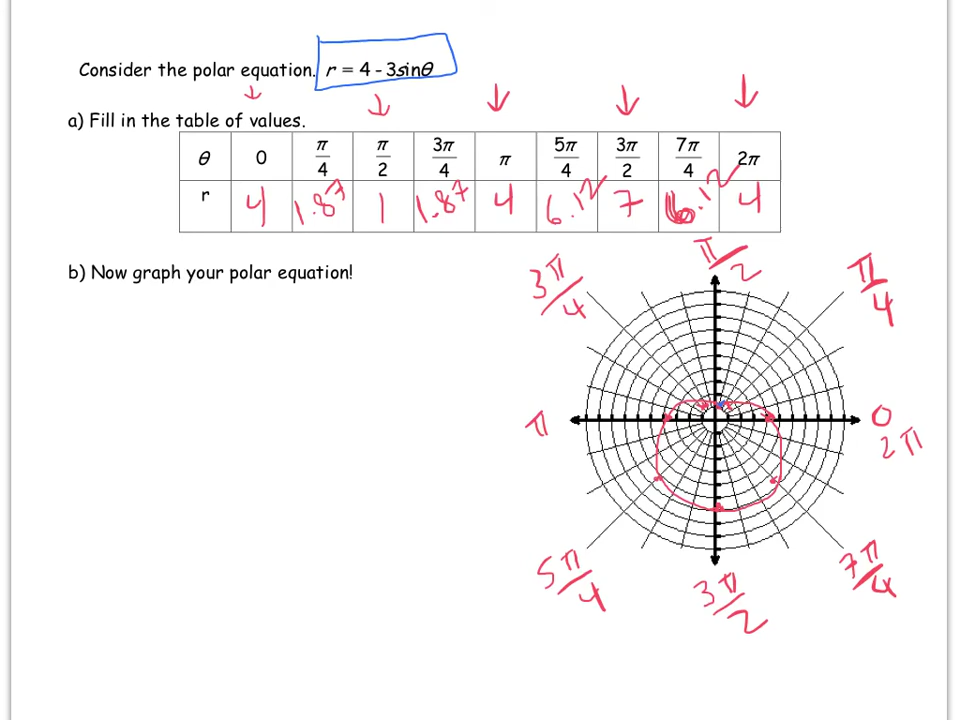 Consider the polar equation. r = 4 - 3sinθ
a) Fill in the table of values.
θ 0 π/4 π/2 3π/4 π 5π/4 3π/2 7π/4 2π
r 4 1.87 1 1.87 4 6.12 7 6.12 4
b) Now graph your polar equation!
π/2
3π/4 π/4
π 0
2π
5π/4 7π/4
3π/2